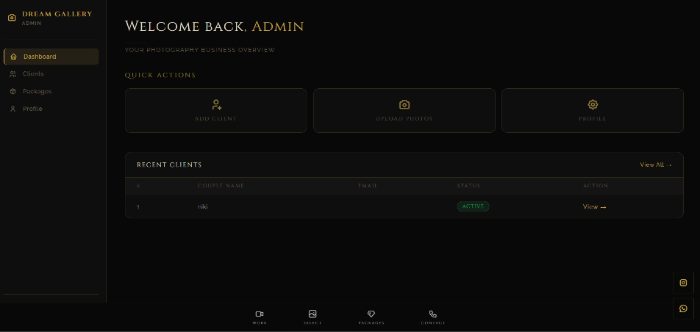 DREAM GALLERY
ADMIN
Dashboard
Clients
Packages
Profile
WELCOME BACK, ADMIN
YOUR PHOTOGRAPHY BUSINESS OVERVIEW
QUICK ACTIONS
ADD CLIENT
UPLOAD PHOTOS
PROFILE
RECENT CLIENTS
View All →
# COUPLE NAME EMAIL STATUS ACTION
1 niki ACTIVE View →
WORK PACKAGES CONTACT